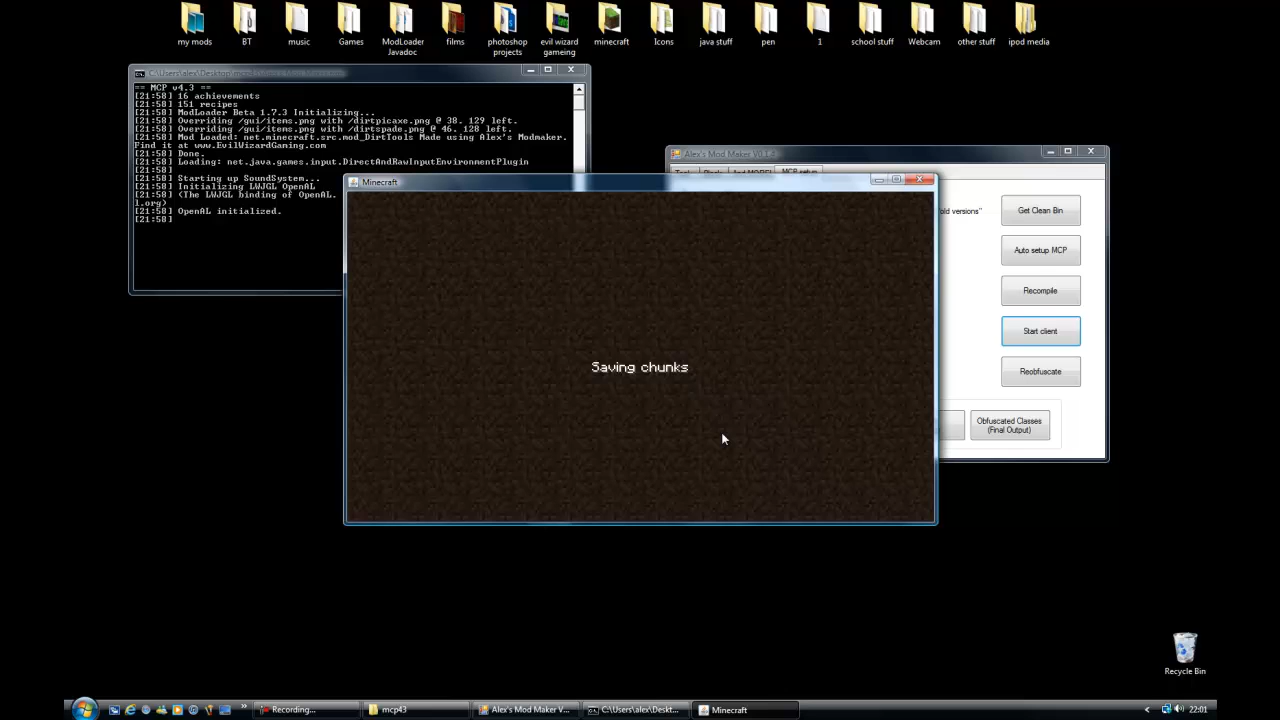 my mods
BT
music
Games
ModLoader
Javadoc
films
photoshop
projects
evil wizard
gameing
minecraft
Icons
java stuff
pen
1
school stuff
Webcam
other stuff
ipod media
== MCP v4.3 ==
[21:58] 16 achievements
[21:58] 151 recipes
[21:58] ModLoader Beta 1.7.3 Initializing...
[21:58] Overriding /gui/items.png with /dirtpicaxe.png @ 38. 129 left.
[21:58] Overriding /gui/items.png with /dirtspade.png @ 46. 128 left.
[21:58] Mod Loaded: net.minecraft.src.mod_DirtTools Made using Alex's Modmaker.
Find it at www.EvilWizardGaming.com
[21:58] Done.
[21:58] Loading: net.java.games.input.DirectAndRawInputEnvironmentPlugin
[21:58]
[21:58] Starting up SoundSystem...
[21:58] Initializing LWJGL OpenAL
[21:58] (The LWJGL binding of OpenAL.
l.org)
[21:58] OpenAL initialized.
[21:58]
Alex's Mod Maker
MCP setup
Minecraft
Saving chunks
old versions"
Get Clean Bin
Auto setup MCP
Recompile
Start client
Reobfuscate
Obfuscated Classes
(Final Output)
Recycle Bin
Recording...
mcp43
Alex's Mod Maker V...
C:\Users\alex\Deskt...
Minecraft
22:01